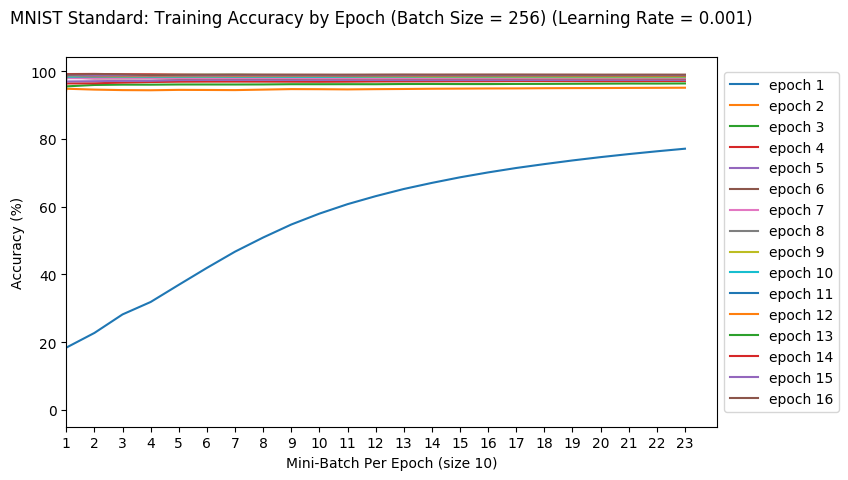 MNIST Standard: Training Accuracy by Epoch (Batch Size = 256) (Learning Rate = 0.001)
100
80
60
40
20
0
Accuracy (%)
1 2 3 4 5 6 7 8 9 10 11 12 13 14 15 16 17 18 19 20 21 22 23
Mini-Batch Per Epoch (size 10)
epoch 1
epoch 2
epoch 3
epoch 4
epoch 5
epoch 6
epoch 7
epoch 8
epoch 9
epoch 10
epoch 11
epoch 12
epoch 13
epoch 14
epoch 15
epoch 16